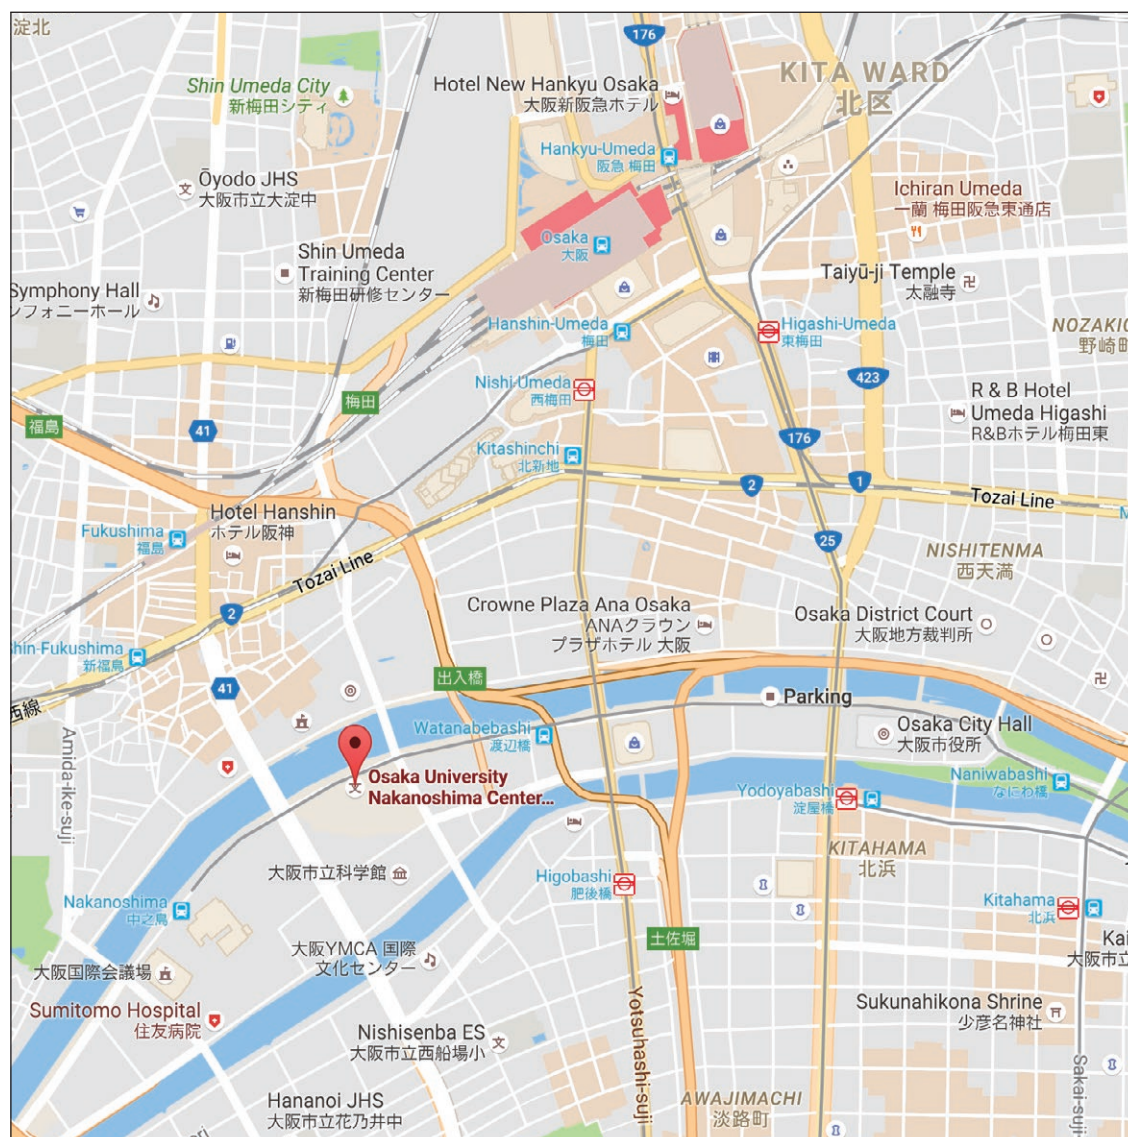 淀北
176
KITA WARD
北区
Hotel New Hankyu Osaka
大阪新阪急ホテル
Shin Umeda City
新梅田シティ
Hankyu-Umeda
阪急 梅田
Ōyodo JHS
大阪市立大淀中
Ichiran Umeda
一蘭 梅田阪急東通店
Osaka
大阪
Shin Umeda
Training Center
新梅田研修センター
Taiyū-ji Temple
太融寺
Symphony Hall
ンフォニーホール
Hanshin-Umeda
梅田
Higashi-Umeda
東梅田
NOZAKIC
野崎町
423
Nishi Umeda
西梅田
R & B Hotel
Umeda Higashi
R&Bホテル梅田東
梅田
福島
41
176
Kitashinchi
北新地
2
1
Tozai Line
Hotel Hanshin
ホテル阪神
Fukushima
福島
25
NISHITENMA
西天満
Tozai Line
2
Crowne Plaza Ana Osaka
ANAクラウン
プラザホテル 大阪
Osaka District Court
大阪地方裁判所
Shin-Fukushima
新福島
出入橋
41
西線
Parking
Watanabebashi
渡辺橋
Osaka City Hall
大阪市役所
Amida-ike-suji
Osaka University
Nakanoshima Center...
Naniwabashi
なにわ橋
Yodoyabashi
淀屋橋
KITAHAMA
北浜
大阪市立科学館
Higobashi
肥後橋
Nakanoshima
中之島
Kitahama
北浜
土佐堀
Kai
大阪市立
大阪YMCA 国際
文化センター
大阪国際会議場
Sumitomo Hospital
住友病院
Yotsuhashi-suji
Sukunahikona Shrine
少彦名神社
Nishisenba ES
大阪市立西船場小
Sakai-suji
Hananoi JHS
大阪市立花乃井中
AWAJIMACHI
淡路町